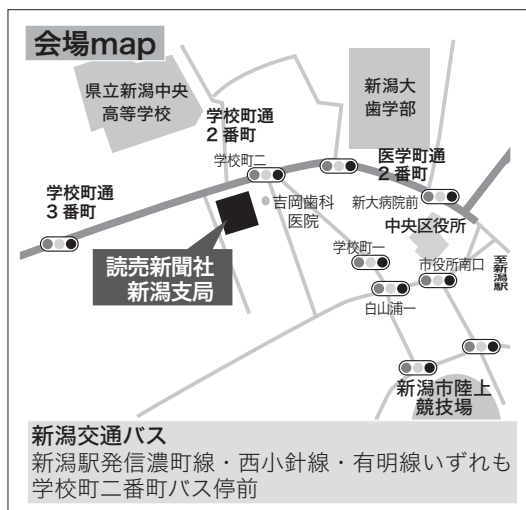 会場map
県立新潟中央
高等学校
新潟大
歯学部
学校町通
2番町
学校町二
医学町通
2番町
学校町通
3番町
吉岡歯科
医院
新大病院前
中央区役所
読売新聞社
新潟支局
学校町一
市役所南口
至新潟駅
白山浦一
新潟市陸上
競技場
新潟交通バス
新潟駅発信濃町線・西小針線・有明線いずれも
学校町二番町バス停前